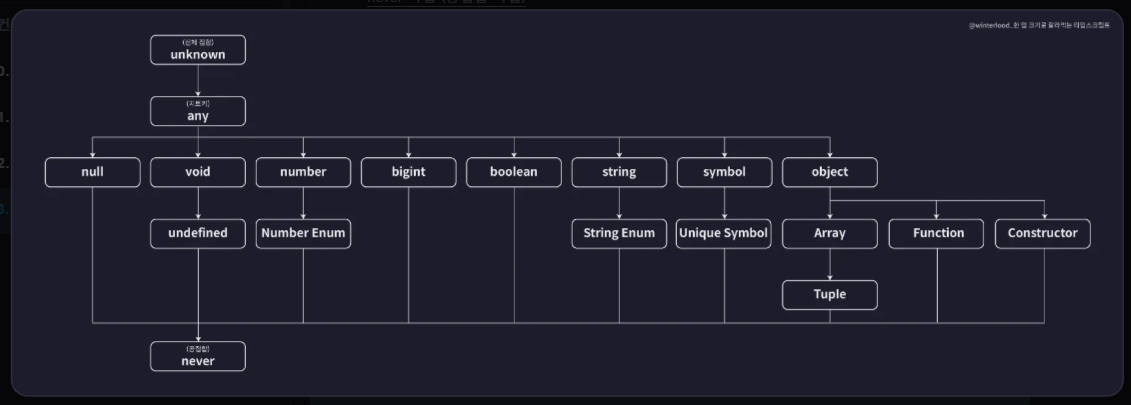 @winterlood_한 입 크기로 잘라먹는 타입스크립트
(전체 집합)
unknown
(치트키)
any
null
void
number
bigint
boolean
string
symbol
object
undefined
Number Enum
String Enum
Unique Symbol
Array
Function
Constructor
Tuple
(공집합)
never